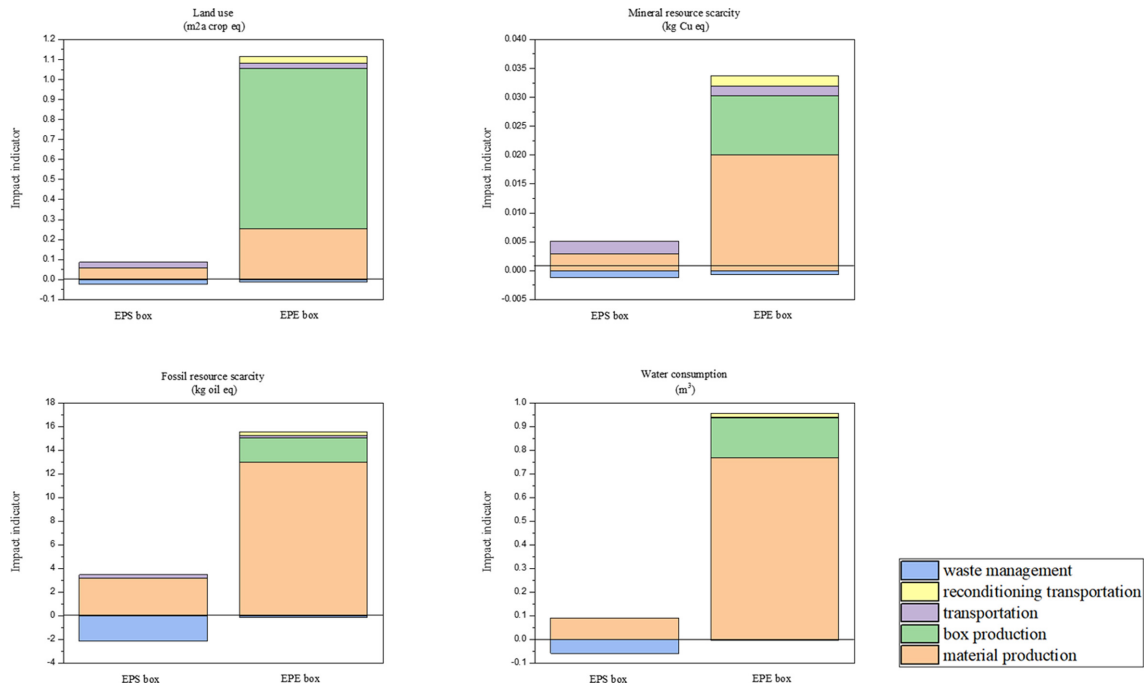 Land use
(m2a crop eq)
1.2
1.1
1.0
0.9
0.8
0.7
0.6
0.5
0.4
0.3
0.2
0.1
0.0
-0.1
Impact indicator
EPS box
EPE box
Mineral resource scarcity
(kg Cu eq)
0.040
0.035
0.030
0.025
0.020
0.015
0.010
0.005
0.000
-0.005
Impact indicator
EPS box
EPE box
Fossil resource scarcity
(kg oil eq)
18
16
14
12
10
8
6
4
2
0
-2
-4
Impact indicator
EPS box
EPE box
Water consumption
(m³)
1.0
0.9
0.8
0.7
0.6
0.5
0.4
0.3
0.2
0.1
0.0
-0.1
Impact indicator
EPS box
EPE box
waste management
reconditioning transportation
transportation
box production
material production